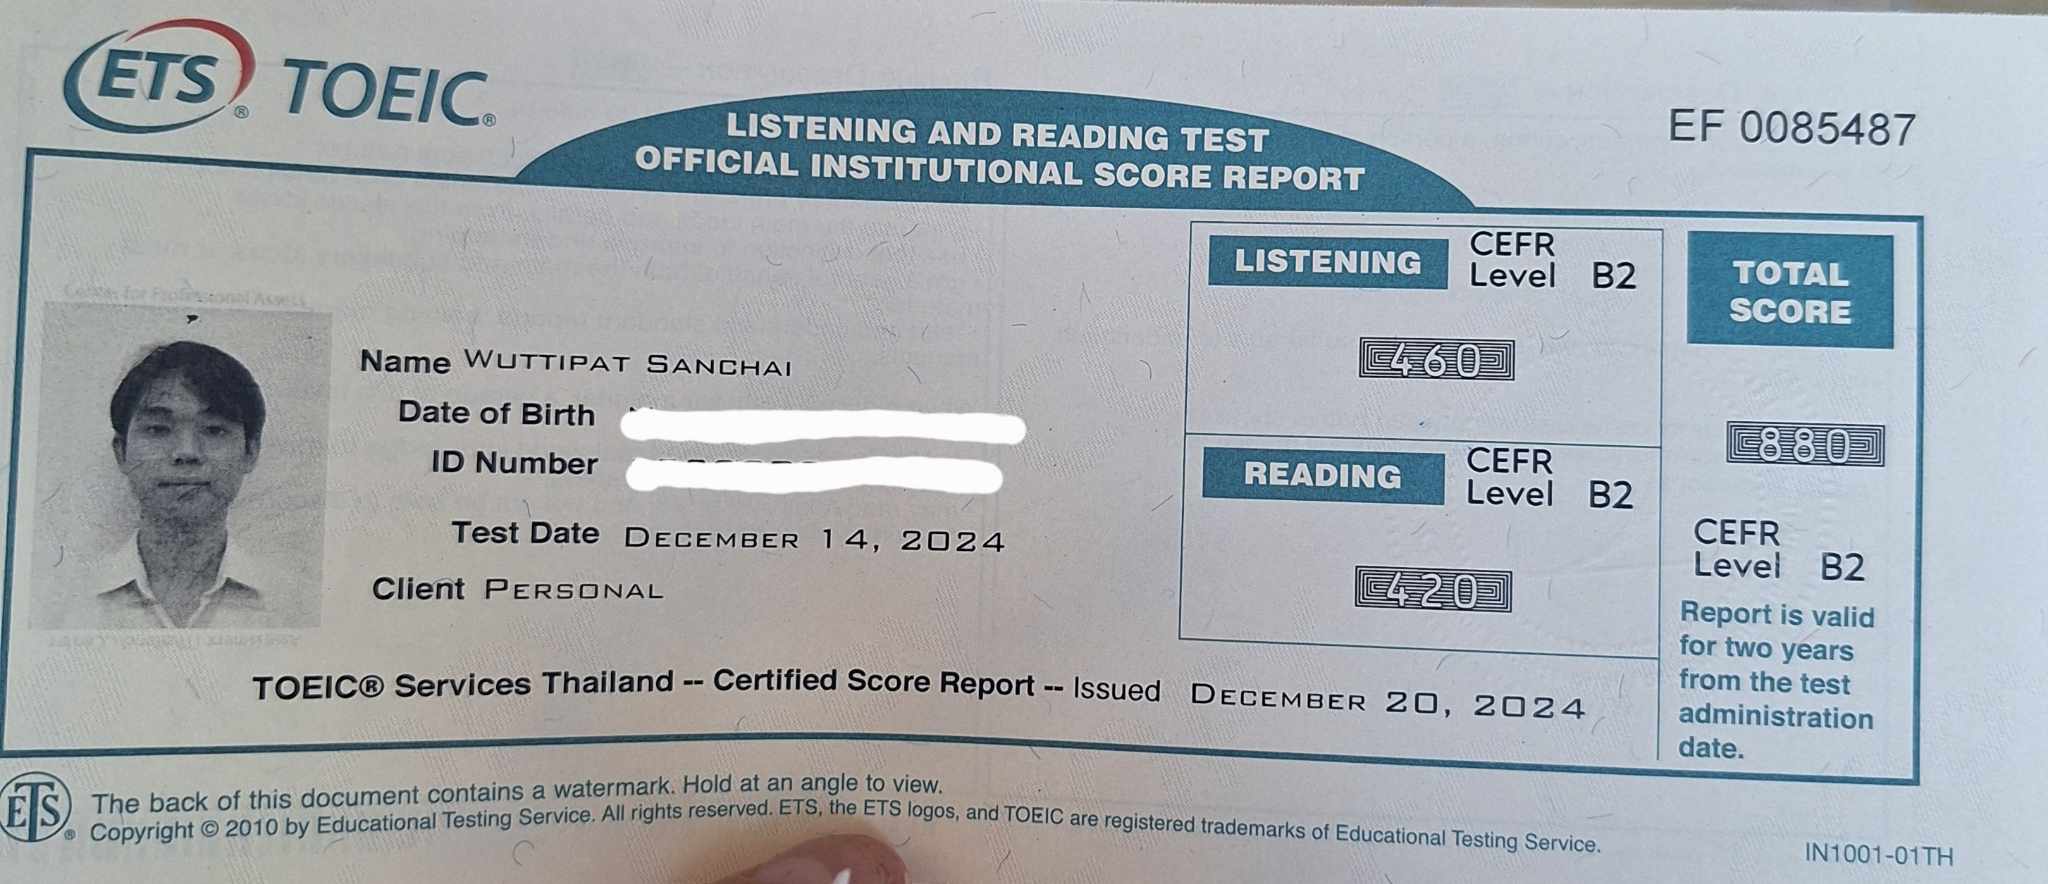 ETS® TOEIC®
LISTENING AND READING TEST
OFFICIAL INSTITUTIONAL SCORE REPORT
EF 0085487
Name WUTTIPAT SANCHAI
Date of Birth
ID Number
Test Date DECEMBER 14, 2024
Client PERSONAL
LISTENING
CEFR
Level B2
460
READING
CEFR
Level B2
420
TOTAL
SCORE
880
CEFR
Level B2
Report is valid
for two years
from the test
administration
date.
TOEIC® Services Thailand -- Certified Score Report -- Issued DECEMBER 20, 2024
ETS®
The back of this document contains a watermark. Hold at an angle to view.
Copyright © 2010 by Educational Testing Service. All rights reserved. ETS, the ETS logos, and TOEIC are registered trademarks of Educational Testing Service.
IN1001-01TH